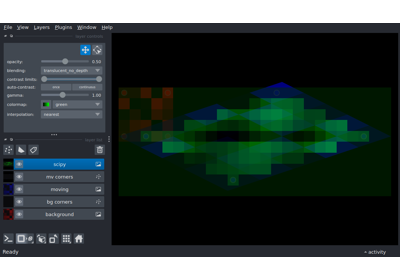 File View Layers Plugins Window Help
opacity: 0.50
blending: translucent_no_depth
contrast limits:
auto-contrast: once continuous
gamma: 1.00
colormap: green
interpolation: nearest
scipy
mv corners
moving
bg corners
background
Ready activity